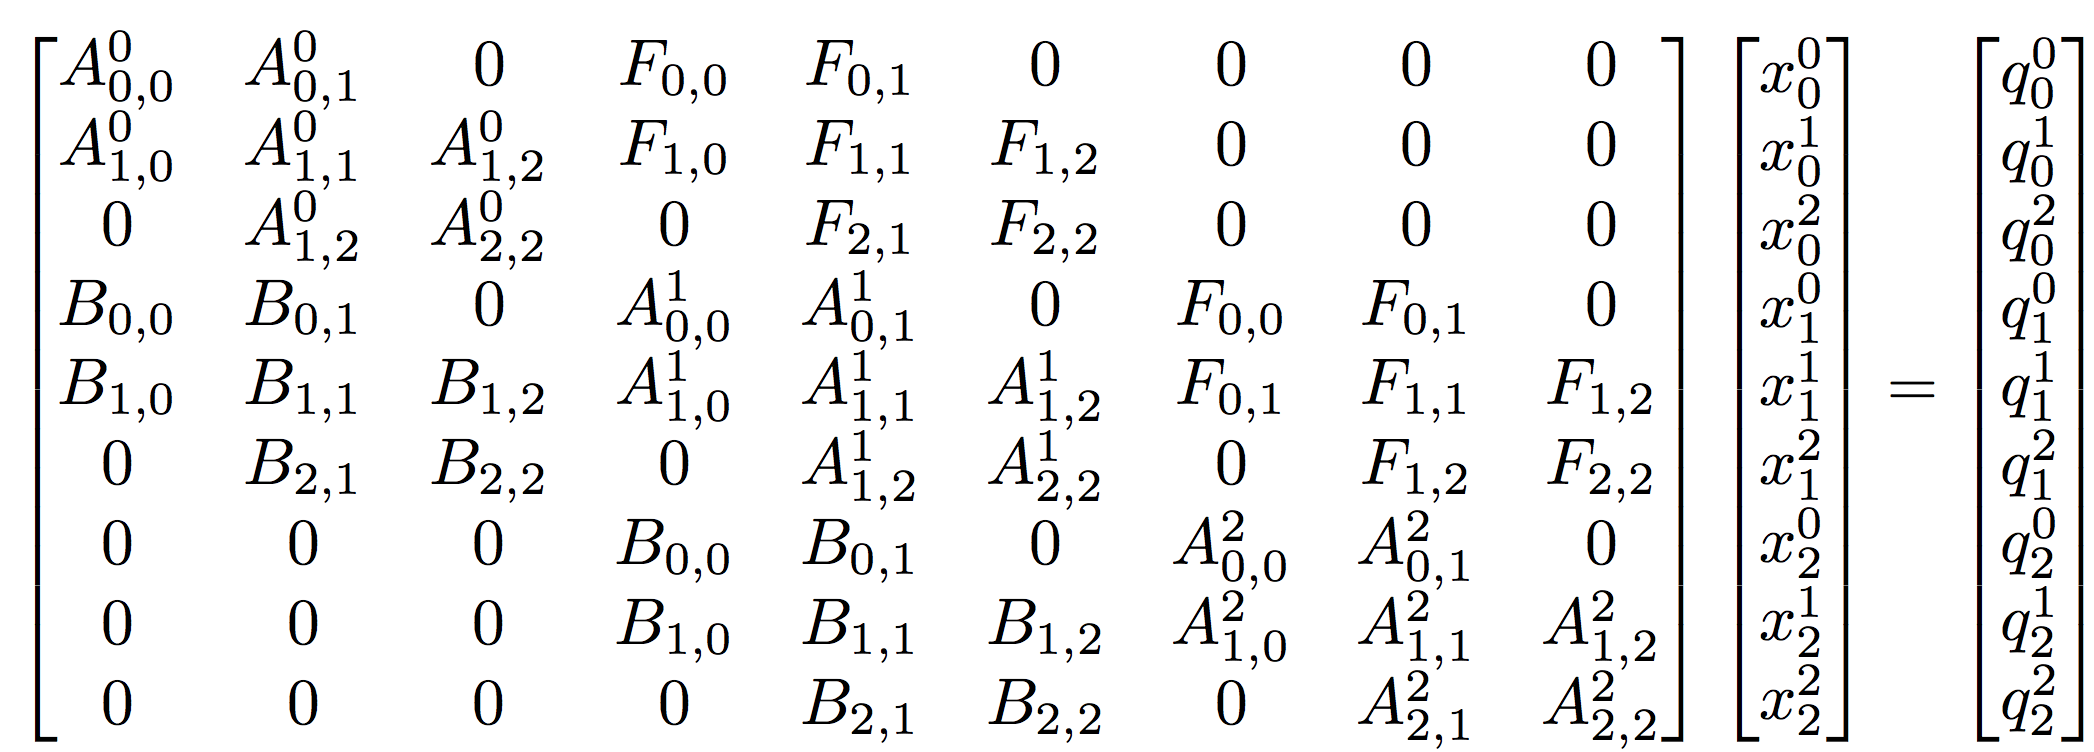 A^0_{0,0} A^0_{0,1} 0 F_{0,0} F_{0,1} 0 0 0 0 x^0_0 q^0_0
A^0_{1,0} A^0_{1,1} A^0_{1,2} F_{1,0} F_{1,1} F_{1,2} 0 0 0 x^1_0 q^1_0
0 A^0_{1,2} A^0_{2,2} 0 F_{2,1} F_{2,2} 0 0 0 x^2_0 q^2_0
B_{0,0} B_{0,1} 0 A^1_{0,0} A^1_{0,1} 0 F_{0,0} F_{0,1} 0 x^0_1 q^0_1
B_{1,0} B_{1,1} B_{1,2} A^1_{1,0} A^1_{1,1} A^1_{1,2} F_{0,1} F_{1,1} F_{1,2} x^1_1 = q^1_1
0 B_{2,1} B_{2,2} 0 A^1_{1,2} A^1_{2,2} 0 F_{1,2} F_{2,2} x^2_1 q^2_1
0 0 0 B_{0,0} B_{0,1} 0 A^2_{0,0} A^2_{0,1} 0 x^0_2 q^0_2
0 0 0 B_{1,0} B_{1,1} B_{1,2} A^2_{1,0} A^2_{1,1} A^2_{1,2} x^1_2 q^1_2
0 0 0 0 B_{2,1} B_{2,2} 0 A^2_{2,1} A^2_{2,2} x^2_2 q^2_2